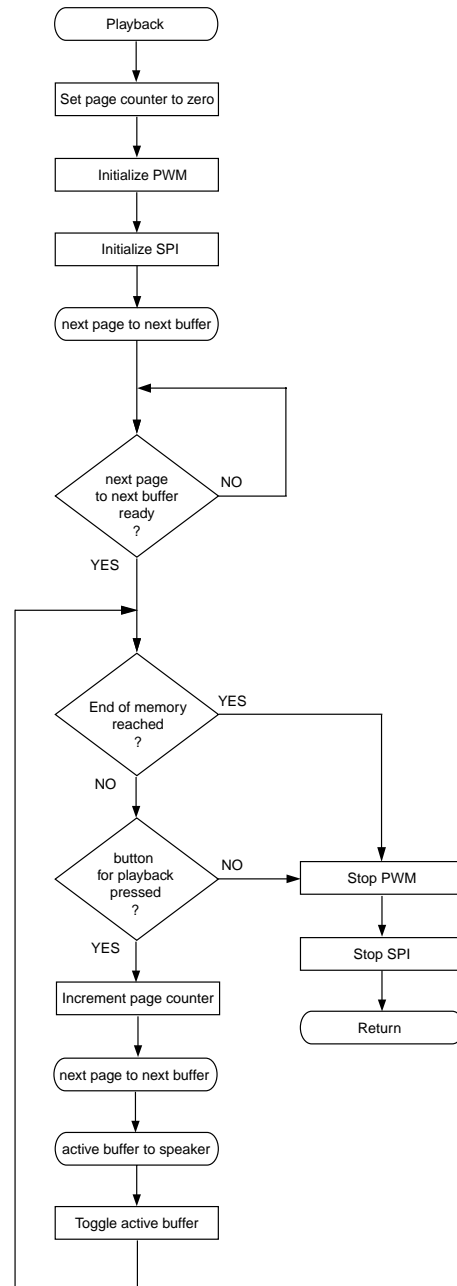 Playback
Set page counter to zero
Initialize PWM
Initialize SPI
next page to next buffer
next page
to next buffer
ready
?
NO
YES
End of memory
reached
?
YES
NO
button
for playback
pressed
?
NO
YES
Stop PWM
Stop SPI
Return
Increment page counter
next page to next buffer
active buffer to speaker
Toggle active buffer